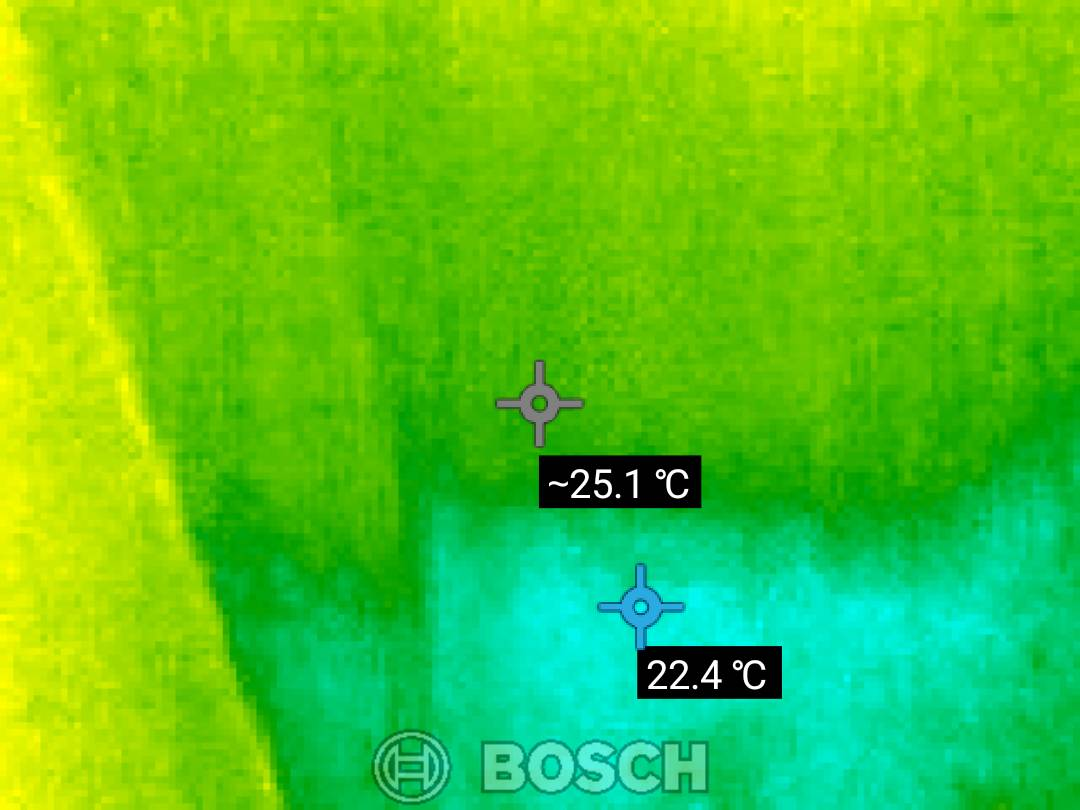 ~25.1 ℃
22.4 ℃
BOSCH